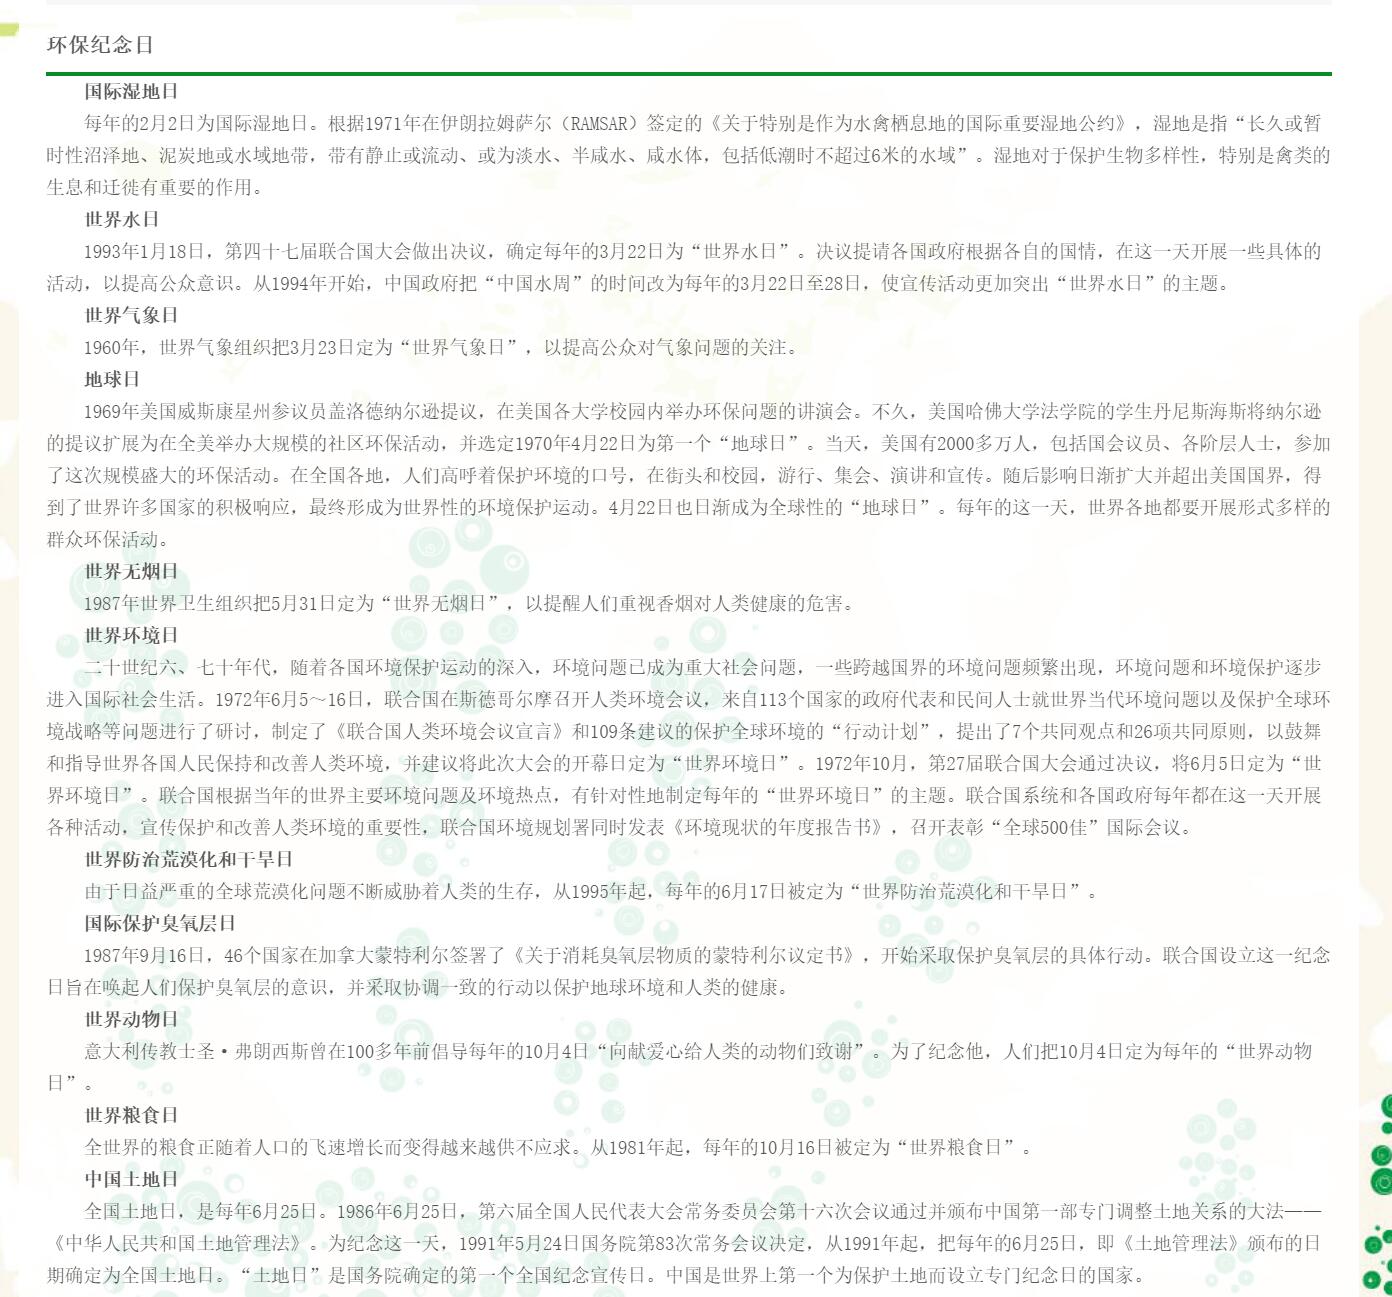 环保纪念日
国际湿地日
每年的2月2日为国际湿地日。根据1971年在伊朗拉姆萨尔（RAMSAR）签定的《关于特别是作为水禽栖息地的国际重要湿地公约》，湿地是指“长久或暂
时性沼泽地、泥炭地或水域地带，带有静止或流动、或为淡水、半咸水、咸水体，包括低潮时不超过6米的水域”。湿地对于保护生物多样性，特别是禽类的
生息和迁徙有重要的作用。
世界水日
1993年1月18日，第四十七届联合国大会做出决议，确定每年的3月22日为“世界水日”。决议提请各国政府根据各自的国情，在这一天开展一些具体的
活动，以提高公众意识。从1994年开始，中国政府把“中国水周”的时间改为每年的3月22日至28日，使宣传活动更加突出“世界水日”的主题。
世界气象日
1960年，世界气象组织把3月23日定为“世界气象日”，以提高公众对气象问题的关注。
地球日
1969年美国威斯康星州参议员盖洛德纳尔逊提议，在美国各大学校园内举办环保问题的讲演会。不久，美国哈佛大学法学院的学生丹尼斯海斯将纳尔逊
的提议扩展为在全美举办大规模的社区环保活动，并选定1970年4月22日为第一个“地球日”。当天，美国有2000多万人，包括国会议员、各阶层人士，参加
了这次规模盛大的环保活动。在全国各地，人们高呼着保护环境的口号，在街头和校园，游行、集会、演讲和宣传。随后影响日渐扩大并超出美国国界，得
到了世界许多国家的积极响应，最终形成为世界性的环境保护运动。4月22日也日渐成为全球性的“地球日”。每年的这一天，世界各地都要开展形式多样的
群众环保活动。
世界无烟日
1987年世界卫生组织把5月31日定为“世界无烟日”，以提醒人们重视香烟对人类健康的危害。
世界环境日
二十世纪六、七十年代，随着各国环境保护运动的深入，环境问题已成为重大社会问题，一些跨越国界的环境问题频繁出现，环境问题和环境保护逐步
进入国际社会生活。1972年6月5～16日，联合国在斯德哥尔摩召开人类环境会议，来自113个国家的政府代表和民间人士就世界当代环境问题以及保护全球环
境战略等问题进行了研讨，制定了《联合国人类环境会议宣言》和109条建议的保护全球环境的“行动计划”，提出了7个共同观点和26项共同原则，以鼓舞
和指导世界各国人民保持和改善人类环境，并建议将此次大会的开幕日定为“世界环境日”。1972年10月，第27届联合国大会通过决议，将6月5日定为“世
界环境日”。联合国根据当年的世界主要环境问题及环境热点，有针对性地制定每年的“世界环境日”的主题。联合国系统和各国政府每年都在这一天开展
各种活动，宣传保护和改善人类环境的重要性，联合国环境规划署同时发表《环境现状的年度报告书》，召开表彰“全球500佳”国际会议。
世界防治荒漠化和干旱日
由于日益严重的全球荒漠化问题不断威胁着人类的生存，从1995年起，每年的6月17日被定为“世界防治荒漠化和干旱日”。
国际保护臭氧层日
1987年9月16日，46个国家在加拿大蒙特利尔签署了《关于消耗臭氧层物质的蒙特利尔议定书》，开始采取保护臭氧层的具体行动。联合国设立这一纪念
日旨在唤起人们保护臭氧层的意识，并采取协调一致的行动以保护地球环境和人类的健康。
世界动物日
意大利传教士圣·弗朗西斯曾在100多年前倡导每年的10月4日“向献爱心给人类的动物们致谢”。为了纪念他，人们把10月4日定为每年的“世界动物
日”。
世界粮食日
全世界的粮食正随着人口的飞速增长而变得越来越供不应求。从1981年起，每年的10月16日被定为“世界粮食日”。
中国土地日
全国土地日，是每年6月25日。1986年6月25日，第六届全国人民代表大会常务委员会第十六次会议通过并颁布中国第一部专门调整土地关系的大法——
《中华人民共和国土地管理法》。为纪念这一天，1991年5月24日国务院第83次常务会议决定，从1991年起，把每年的6月25日，即《土地管理法》颁布的日
期确定为全国土地日。“土地日”是国务院确定的第一个全国纪念宣传日。中国是世界上第一个为保护土地而设立专门纪念日的国家。